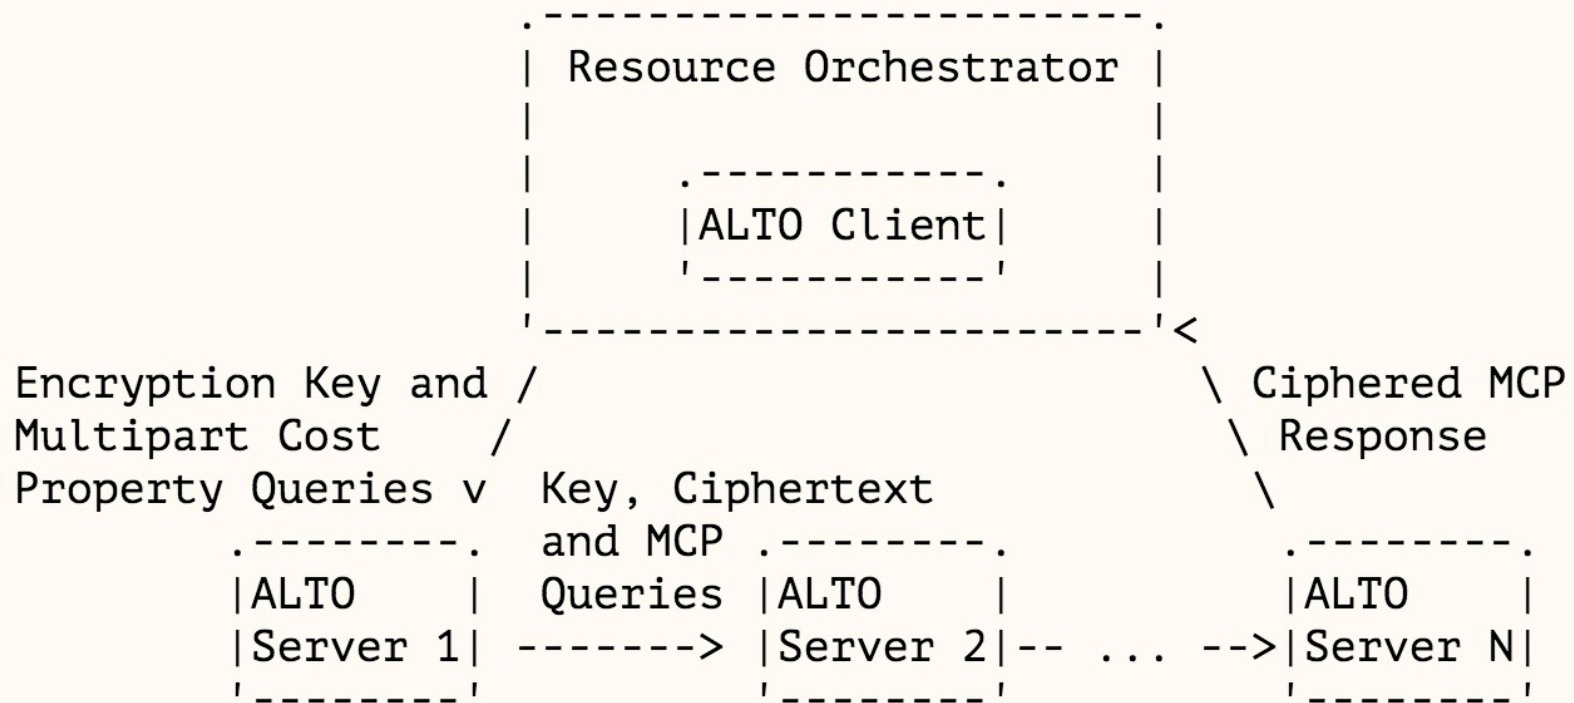 .----------------------.
| Resource Orchestrator |
|                       |
|     .-----------.     |
|     |ALTO Client|     |
|     '-----------'     |
'----------------------'<
Encryption Key and / \ Ciphered MCP
Multipart Cost / \ Response
Property Queries v Key, Ciphertext \
.--------. and MCP .--------. .--------.
|ALTO | Queries |ALTO | |ALTO |
|Server 1| -------> |Server 2|-- ... -->|Server N|
'--------' '--------' '--------'